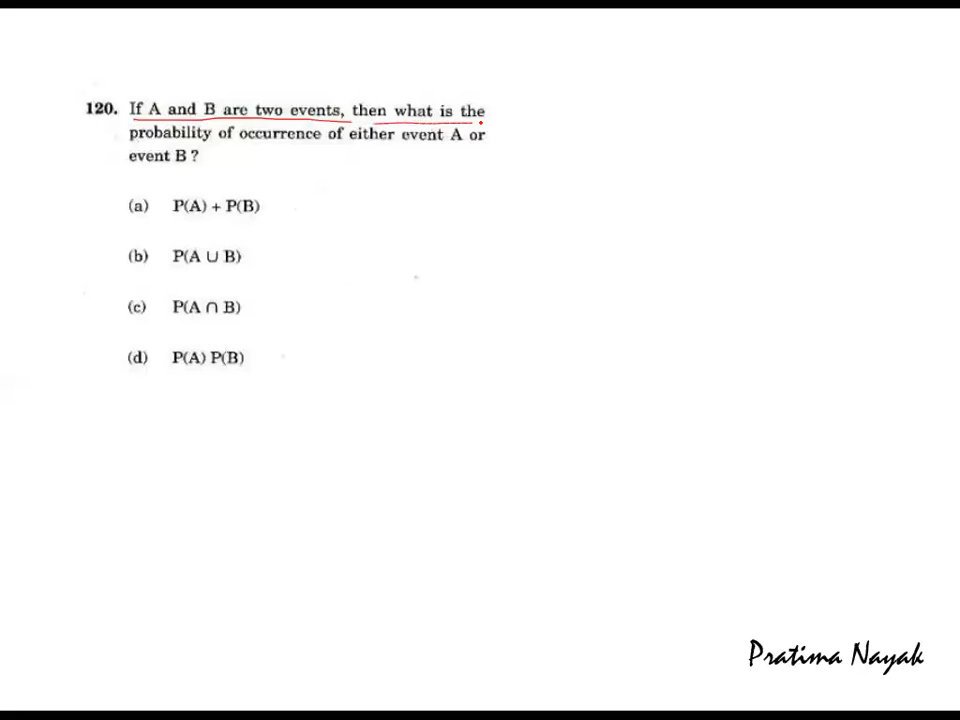 120. If A and B are two events, then what is the
probability of occurrence of either event A or
event B ?
(a) P(A) + P(B)
(b) P(A ∪ B)
(c) P(A ∩ B)
(d) P(A) P(B)
Pratima Nayak